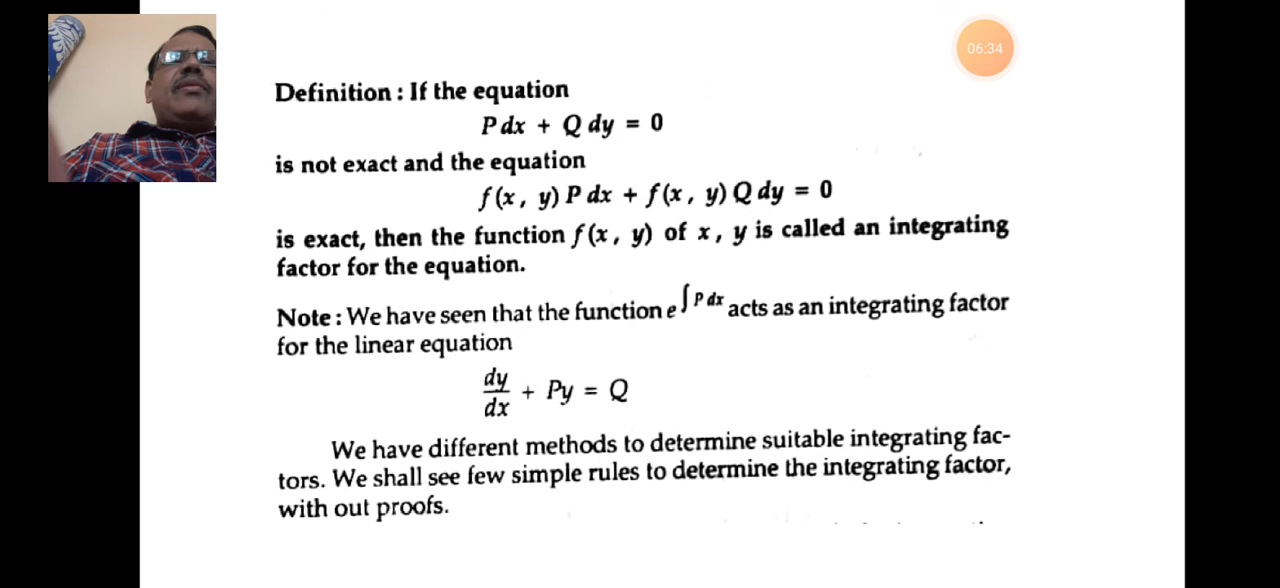 06:34
Definition : If the equation
P dx + Q dy = 0
is not exact and the equation
f (x , y) P dx + f (x , y) Q dy = 0
is exact, then the function f (x , y) of x , y is called an integrating
factor for the equation.
Note : We have seen that the function e^∫ P dx acts as an integrating factor
for the linear equation
dy/dx + Py = Q
We have different methods to determine suitable integrating fac-
tors. We shall see few simple rules to determine the integrating factor,
with out proofs.